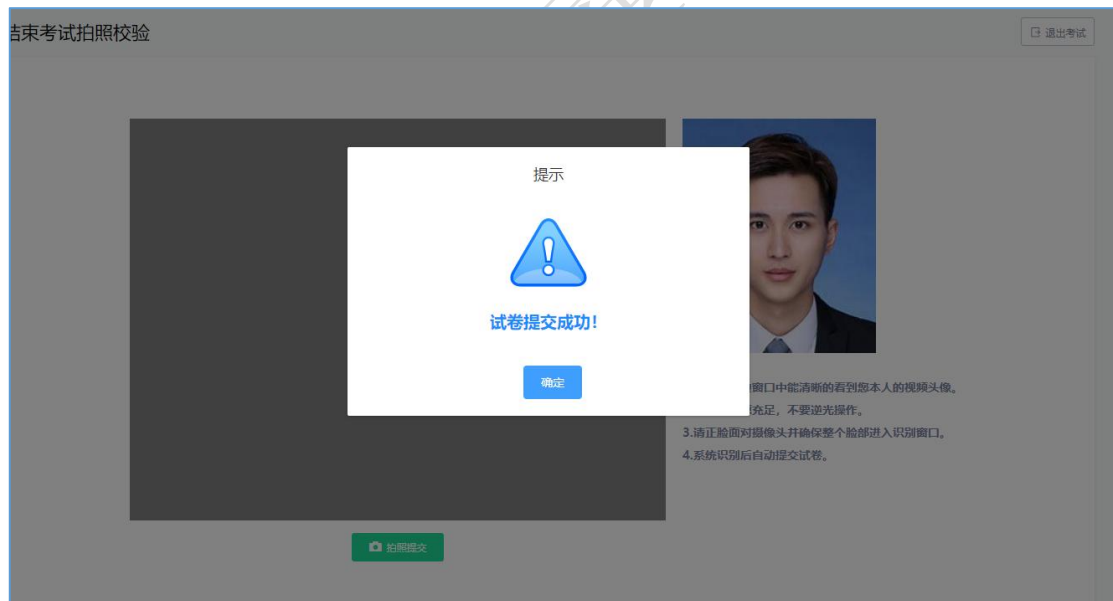 结束考试拍照校验
退出考试
提示
试卷提交成功！
确定
窗口中能清晰的看到您本人的视频头像。
充足，不要逆光操作。
3.请正脸面对摄像头并确保整个脸部进入识别窗口。
4.系统识别后自动提交试卷。
拍照提交